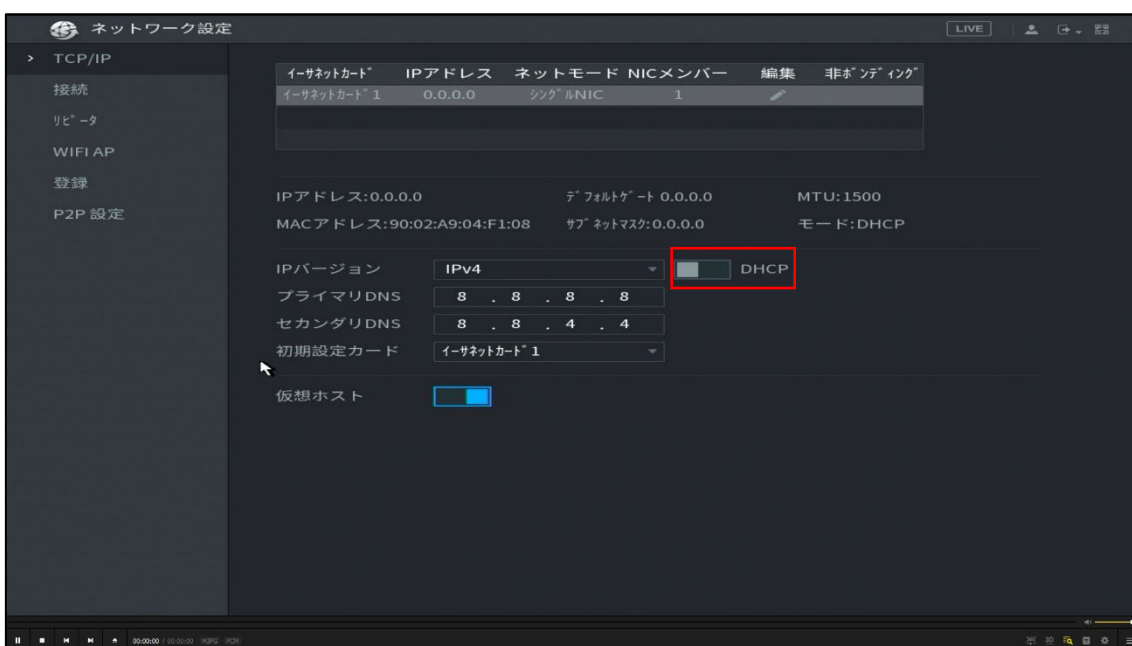 ネットワーク設定 LIVE
TCP/IP
接続
リピータ
WIFI AP
登録
P2P 設定
イーサネットカード IPアドレス ネットモード NICメンバー 編集 非ボンディング
イーサネットカード1 0.0.0.0 シングルNIC 1
IPアドレス:0.0.0.0 デフォルトゲート 0.0.0.0 MTU:1500
MACアドレス:90:02:A9:04:F1:08 サブネットマスク:0.0.0.0 モード:DHCP
IPバージョン IPv4 DHCP
プライマリDNS 8 . 8 . 8 . 8
セカンダリDNS 8 . 8 . 4 . 4
初期設定カード イーサネットカード1
仮想ホスト
00:00:00 / 00:00:00 MJPG PCM
3D